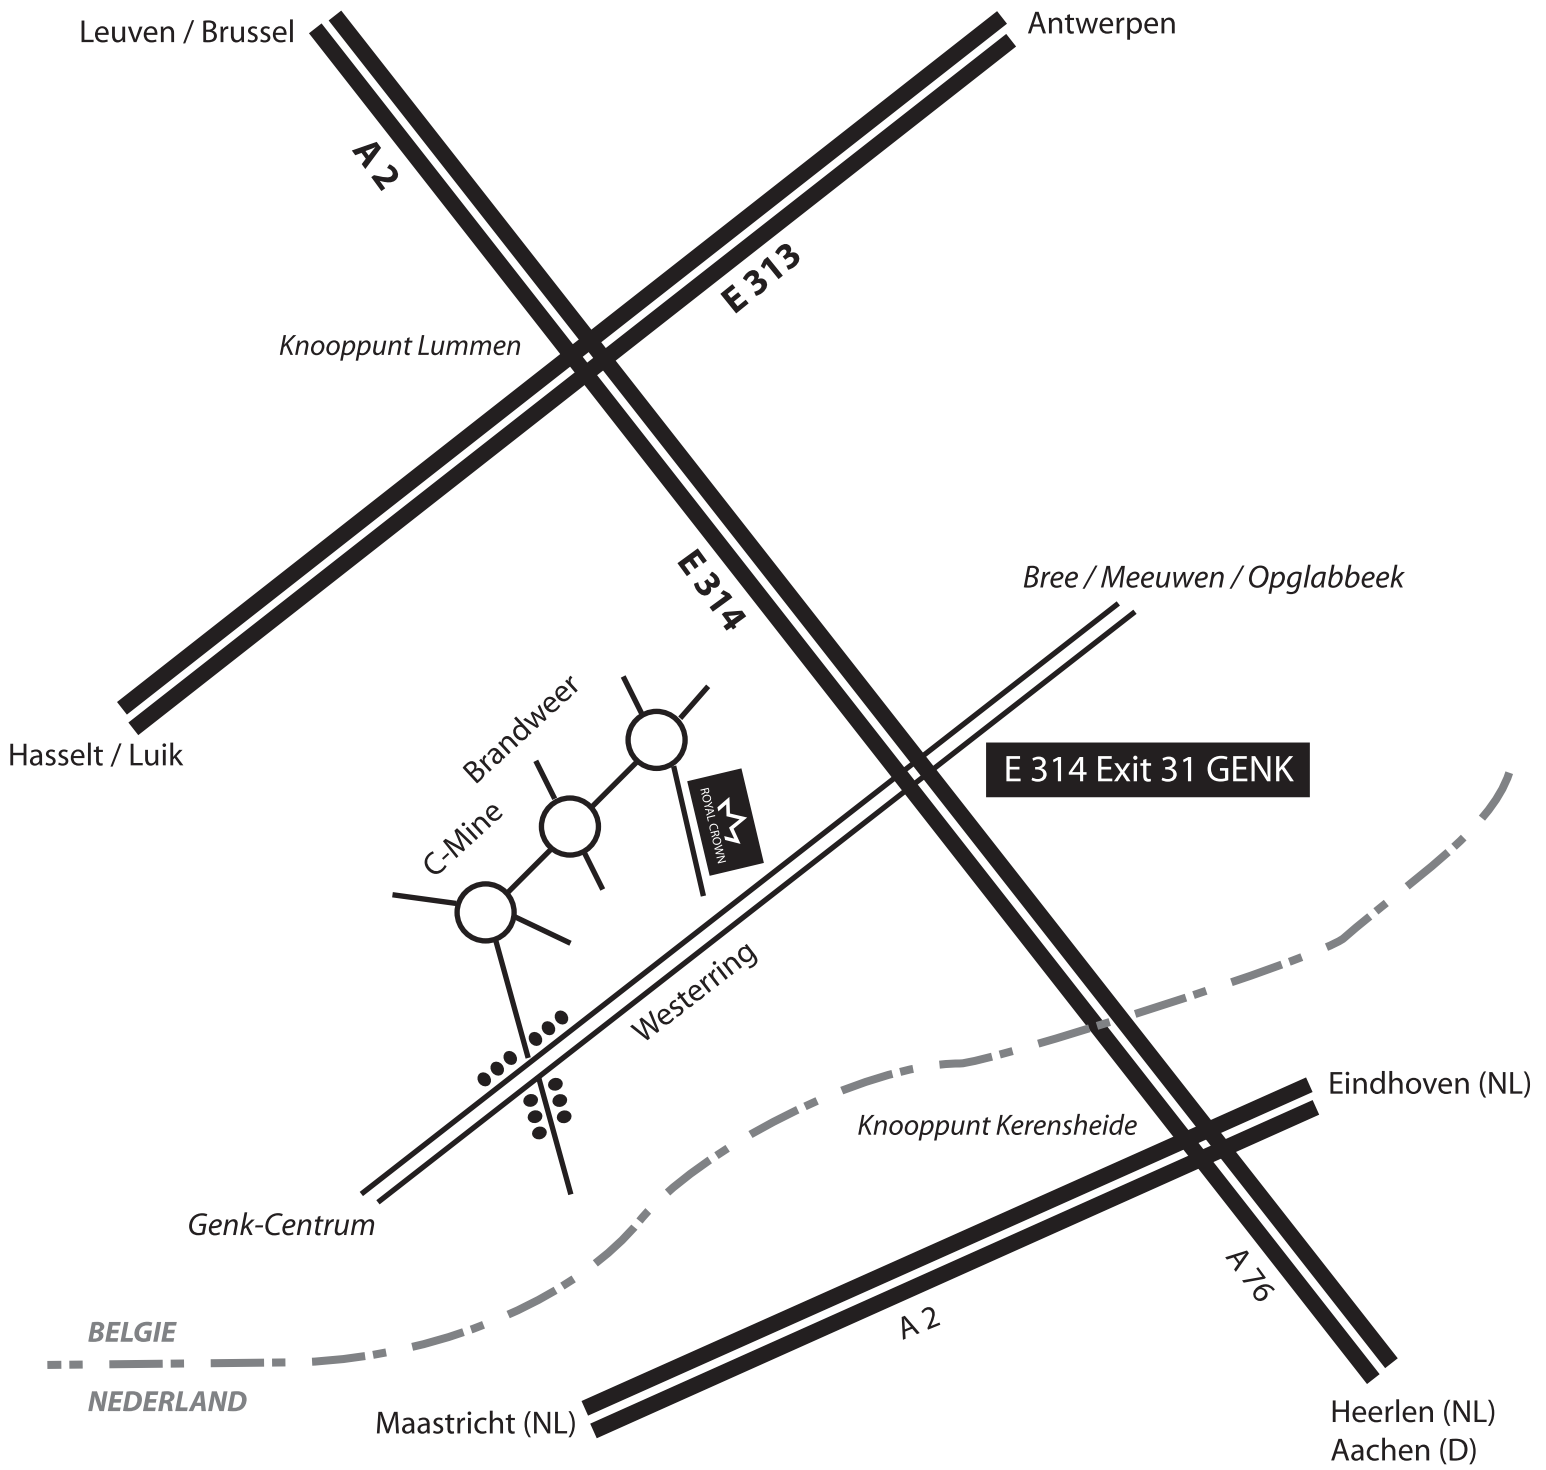 Leuven / Brussel
Antwerpen
A 2
E 313
Knooppunt Lummen
E 314
Bree / Meeuwen / Opglabbeek
Brandweer
Hasselt / Luik
E 314 Exit 31 GENK
ROYAL CROWN
C-Mine
Westerring
Eindhoven (NL)
Knooppunt Kerensheide
Genk-Centrum
A 76
A 2
BELGIE
NEDERLAND
Maastricht (NL)
Heerlen (NL)
Aachen (D)